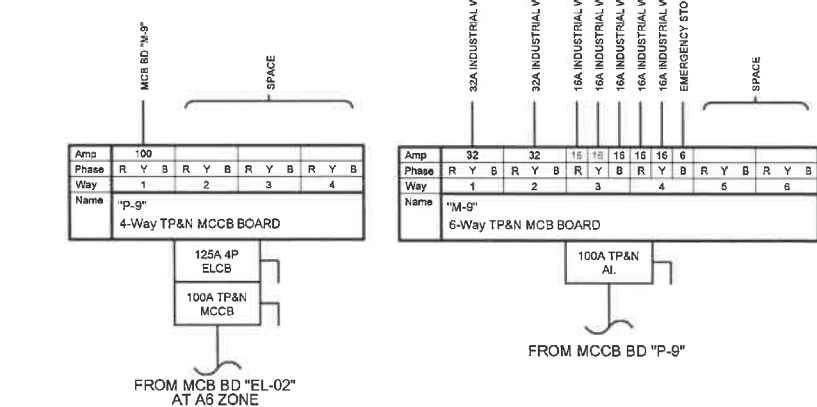 MCB BD "M-9"
SPACE
Amp 100
Phase R Y B R Y B R Y B R Y B
Way 1 2 3 4
Name "P-9"
4-Way TP&N MCCB BOARD
125A 4P
ELCB
100A TP&N
MCCB
FROM MCB BD "EL-02"
AT A6 ZONE
32A INDUSTRIAL
32A INDUSTRIAL
16A INDUSTRIAL
16A INDUSTRIAL
16A INDUSTRIAL
16A INDUSTRIAL
16A INDUSTRIAL
EMERGENCY
SPACE
Amp 32 32 16 16 16 16 16 6
Phase R Y B R Y B R Y B R Y B R Y B R Y B
Way 1 2 3 4 5 6
Name "M-9"
6-Way TP&N MCB BOARD
100A TP&N
AI.
FROM MCCB BD "P-9"